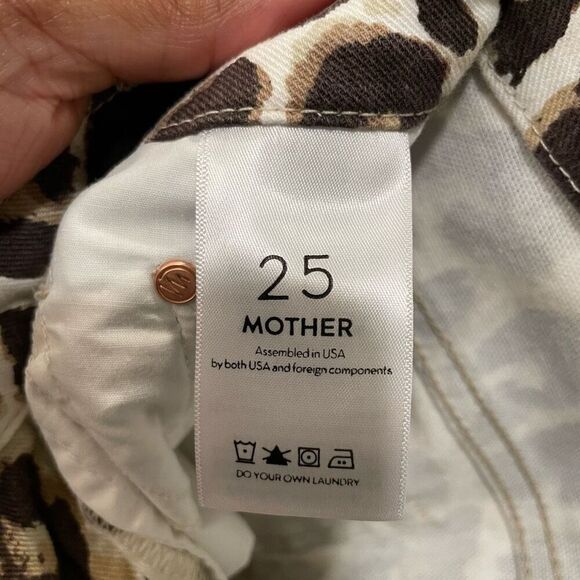 25
MOTHER
Assembled in USA
by both USA and foreign components
DO YOUR OWN LAUNDRY